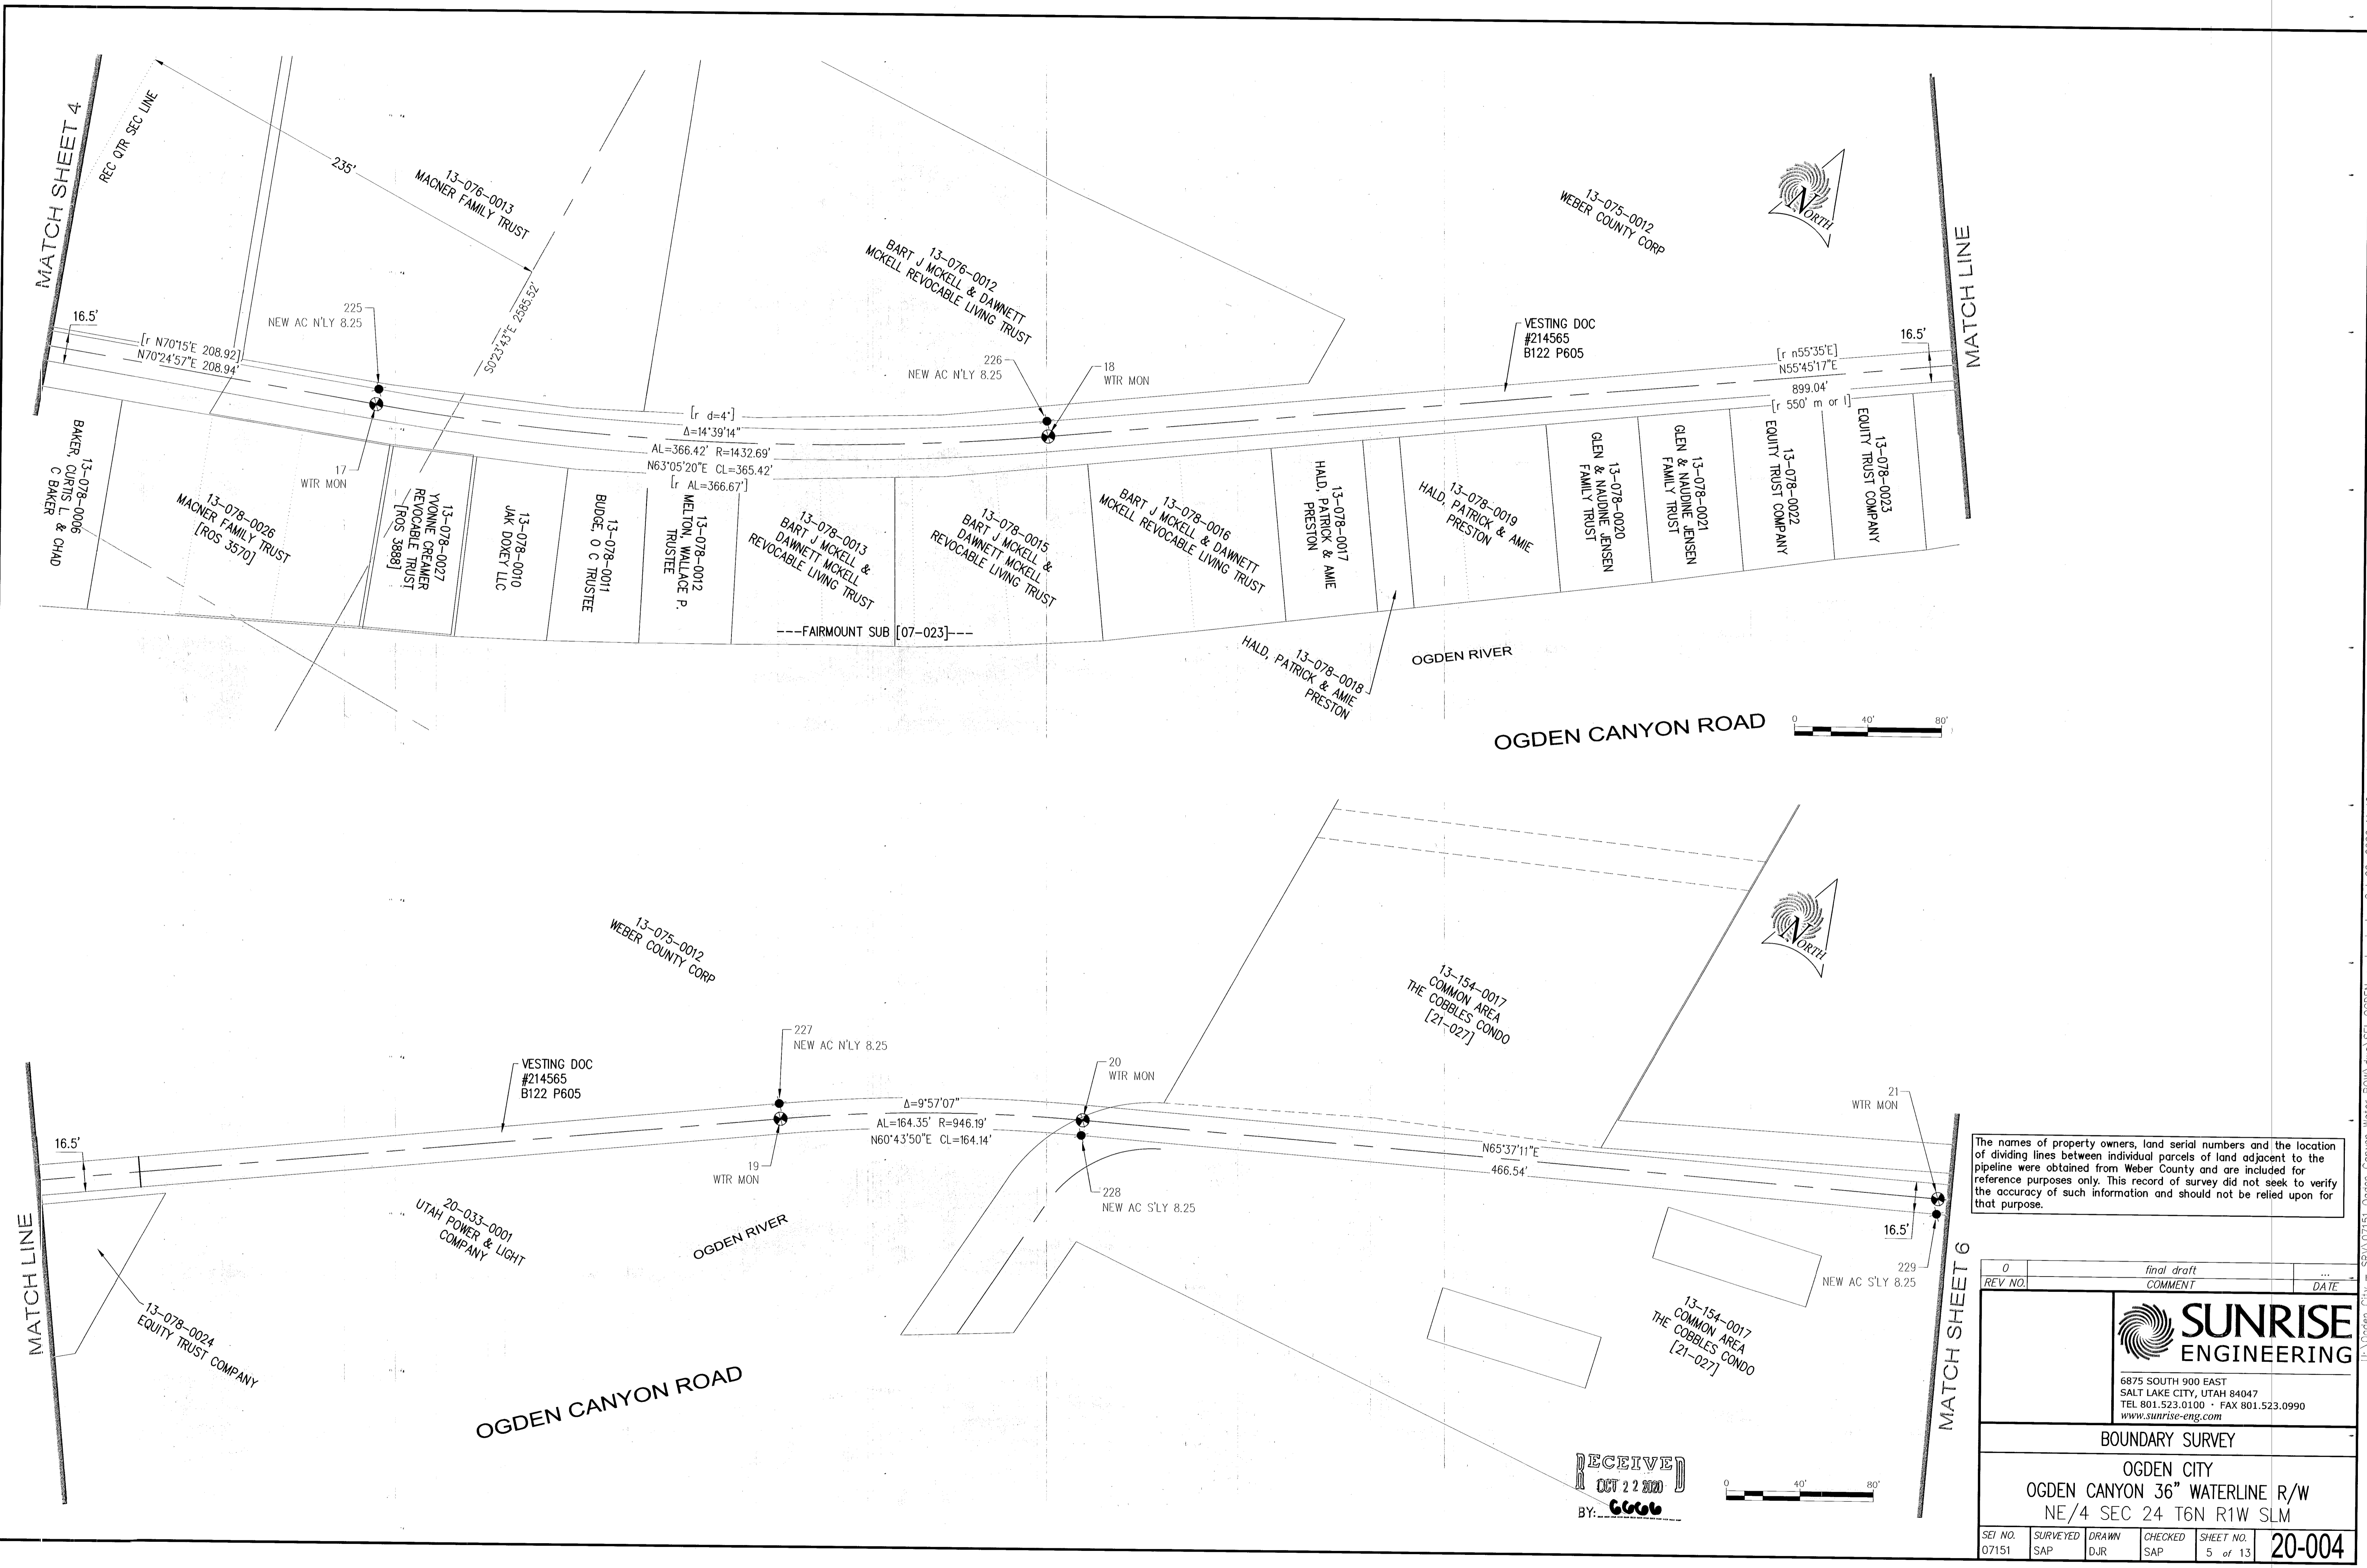 MATCH SHEET 4
REC QTR SEC LINE
235'
13-076-0013
MACNER FAMILY TRUST
S0°23'43"E 2585.52'
13-076-0012
BART J MCKELL & DAWNETT
MCKELL REVOCABLE LIVING TRUST
13-075-0012
WEBER COUNTY CORP
NORTH
MATCH LINE
16.5'
225
NEW AC N'LY 8.25
[r N70°15'E 208.92]
N70°24'57"E 208.94'
17
WTR MON
226
NEW AC N'LY 8.25
18
WTR MON
[r d=4°]
Δ=14°39'14"
AL=366.42' R=1432.69'
N63°05'20"E CL=365.42'
[r AL=366.67']
VESTING DOC
#214565
B122 P605
[r n55°35'E]
N55°45'17"E
899.04'
[r 550' m or l]
16.5'
13-078-0006
BAKER, CURTIS L. & CHAD
C BAKER
13-078-0026
MACNER FAMILY TRUST
[ROS 3570]
13-078-0027
YVONNE CREAMER
REVOCABLE TRUST
[ROS 3888]
13-078-0010
JAK DOXEY LLC
13-078-0011
BUDGE, O C TRUSTEE
13-078-0012
MELTON, WALLACE P.
TRUSTEE
13-078-0013
BART J MCKELL &
DAWNETT MCKELL
REVOCABLE LIVING TRUST
13-078-0015
BART J MCKELL &
DAWNETT MCKELL
REVOCABLE LIVING TRUST
13-078-0016
BART J MCKELL & DAWNETT
MCKELL REVOCABLE LIVING TRUST
13-078-0017
HALD, PATRICK & AMIE
PRESTON
13-078-0019
HALD, PATRICK & AMIE
PRESTON
13-078-0020
GLEN & NAUDINE JENSEN
FAMILY TRUST
13-078-0021
GLEN & NAUDINE JENSEN
FAMILY TRUST
13-078-0022
EQUITY TRUST COMPANY
13-078-0023
EQUITY TRUST COMPANY
---FAIRMOUNT SUB [07-023]---
13-078-0018
HALD, PATRICK & AMIE
PRESTON
OGDEN RIVER
OGDEN CANYON ROAD
0 40' 80'
13-075-0012
WEBER COUNTY CORP
13-154-0017
COMMON AREA
THE COBBLES CONDO
[21-027]
NORTH
MATCH LINE
16.5'
VESTING DOC
#214565
B122 P605
227
NEW AC N'LY 8.25
19
WTR MON
Δ=9°57'07"
AL=164.35' R=946.19'
N60°43'50"E CL=164.14'
20
WTR MON
228
NEW AC S'LY 8.25
N65°37'11"E
466.54'
21
WTR MON
16.5'
229
NEW AC S'LY 8.25
20-033-0001
UTAH POWER & LIGHT
COMPANY
OGDEN RIVER
13-078-0024
EQUITY TRUST COMPANY
13-154-0017
COMMON AREA
THE COBBLES CONDO
[21-027]
MATCH SHEET 6
OGDEN CANYON ROAD
RECEIVED
OCT 22 2020
BY:
0 40' 80'
The names of property owners, land serial numbers and the location
of dividing lines between individual parcels of land adjacent to the
pipeline were obtained from Weber County and are included for
reference purposes only. This record of survey did not seek to verify
the accuracy of such information and should not be relied upon for
that purpose.
0 final draft ...
REV NO. COMMENT DATE
SUNRISE
ENGINEERING
6875 SOUTH 900 EAST
SALT LAKE CITY, UTAH 84047
TEL 801.523.0100 · FAX 801.523.0990
www.sunrise-eng.com
BOUNDARY SURVEY
OGDEN CITY
OGDEN CANYON 36" WATERLINE R/W
NE/4 SEC 24 T6N R1W SLM
SEI NO. SURVEYED DRAWN CHECKED SHEET NO.
07151 SAP DJR SAP 5 of 13
20-004